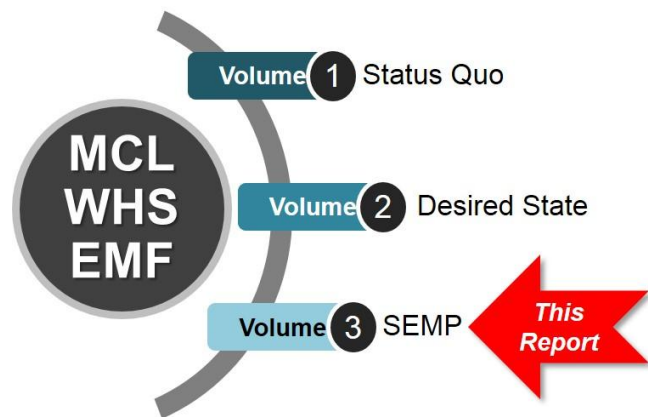 MCL
WHS
EMF
Volume 1 Status Quo
Volume 2 Desired State
Volume 3 SEMP
This
Report